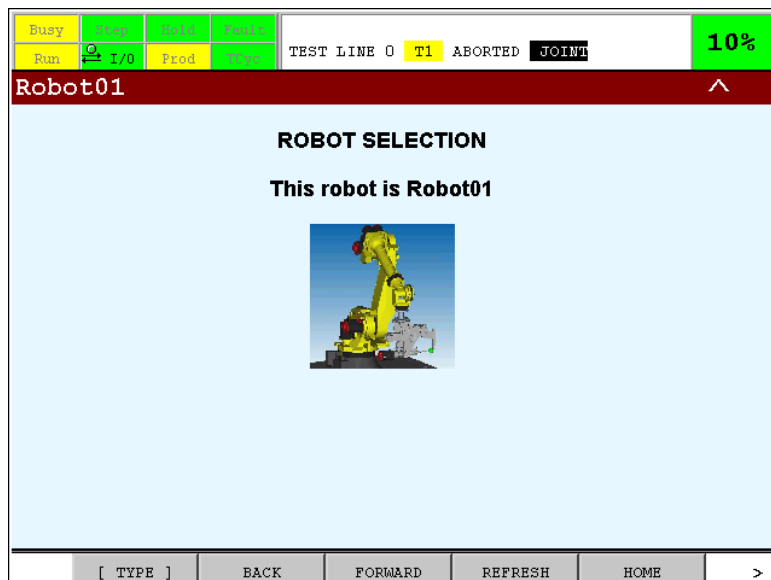 Busy Step Hold Fault
TEST LINE 0 T1 ABORTED JOINT 10%
Run I/O Prod TCyc
Robot01
ROBOT SELECTION
This robot is Robot01
[ TYPE ] BACK FORWARD REFRESH HOME >